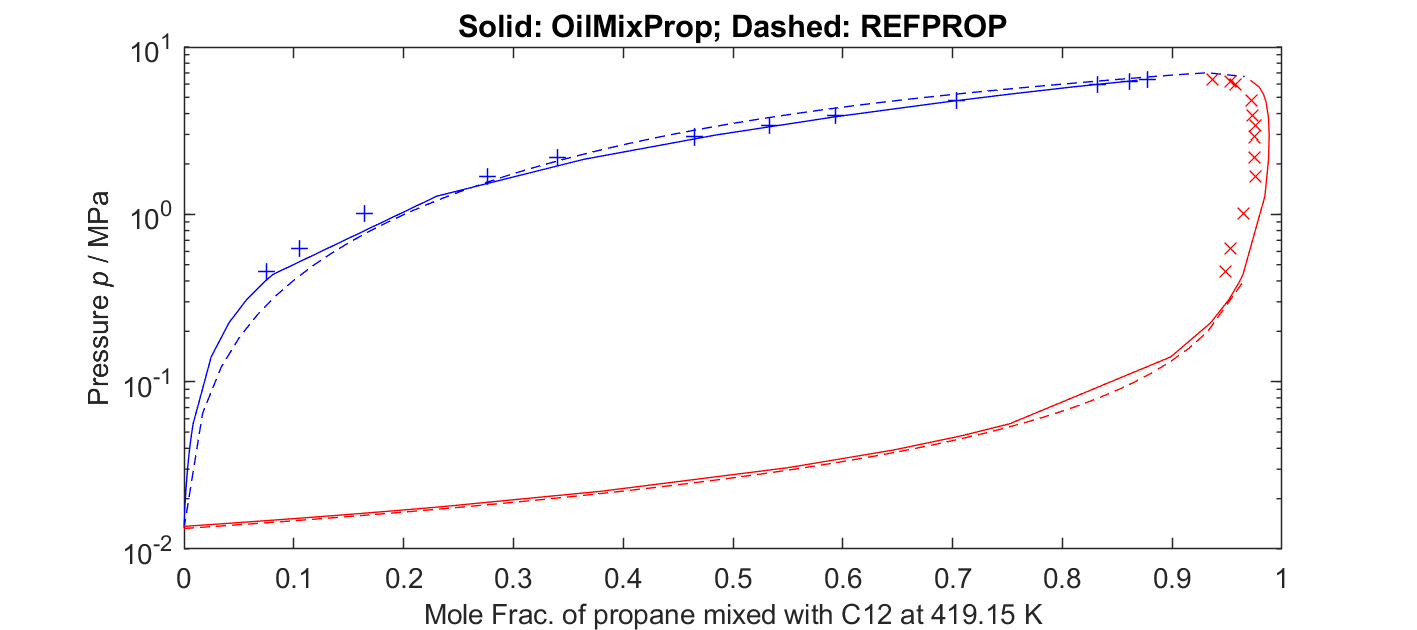 Solid: OilMixProp; Dashed: REFPROP
Pressure p / MPa
10^1
10^0
10^-1
10^-2
0 0.1 0.2 0.3 0.4 0.5 0.6 0.7 0.8 0.9 1
Mole Frac. of propane mixed with C12 at 419.15 K